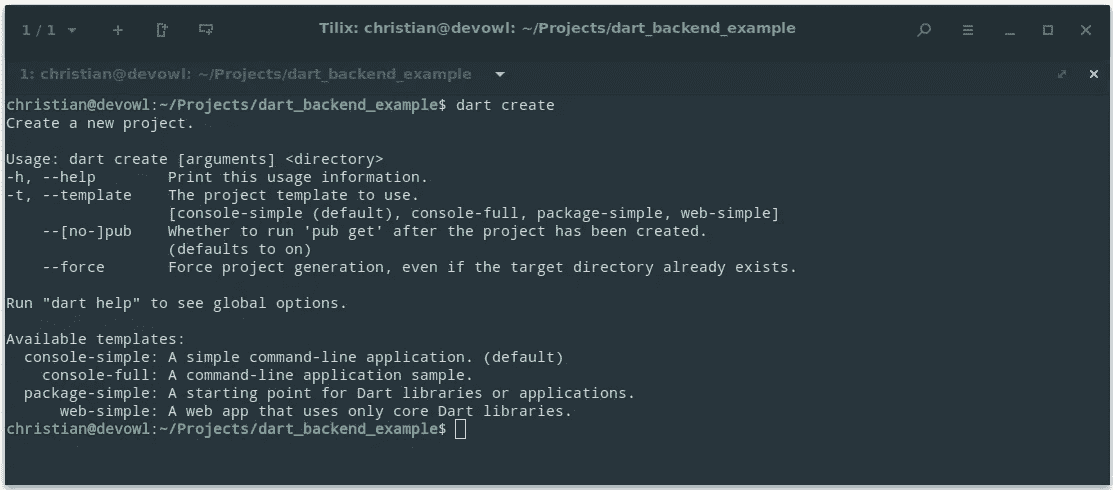 1 / 1
Tilix: christian@devowl: ~/Projects/dart_backend_example
1: christian@devowl: ~/Projects/dart_backend_example
christian@devowl:~/Projects/dart_backend_example$ dart create
Create a new project.
Usage: dart create [arguments] <directory>
-h, --help        Print this usage information.
-t, --template    The project template to use.
                  [console-simple (default), console-full, package-simple, web-simple]
    --[no-]pub    Whether to run 'pub get' after the project has been created.
                  (defaults to on)
    --force       Force project generation, even if the target directory already exists.
Run "dart help" to see global options.
Available templates:
  console-simple: A simple command-line application. (default)
    console-full: A command-line application sample.
  package-simple: A starting point for Dart libraries or applications.
      web-simple: A web app that uses only core Dart libraries.
christian@devowl:~/Projects/dart_backend_example$